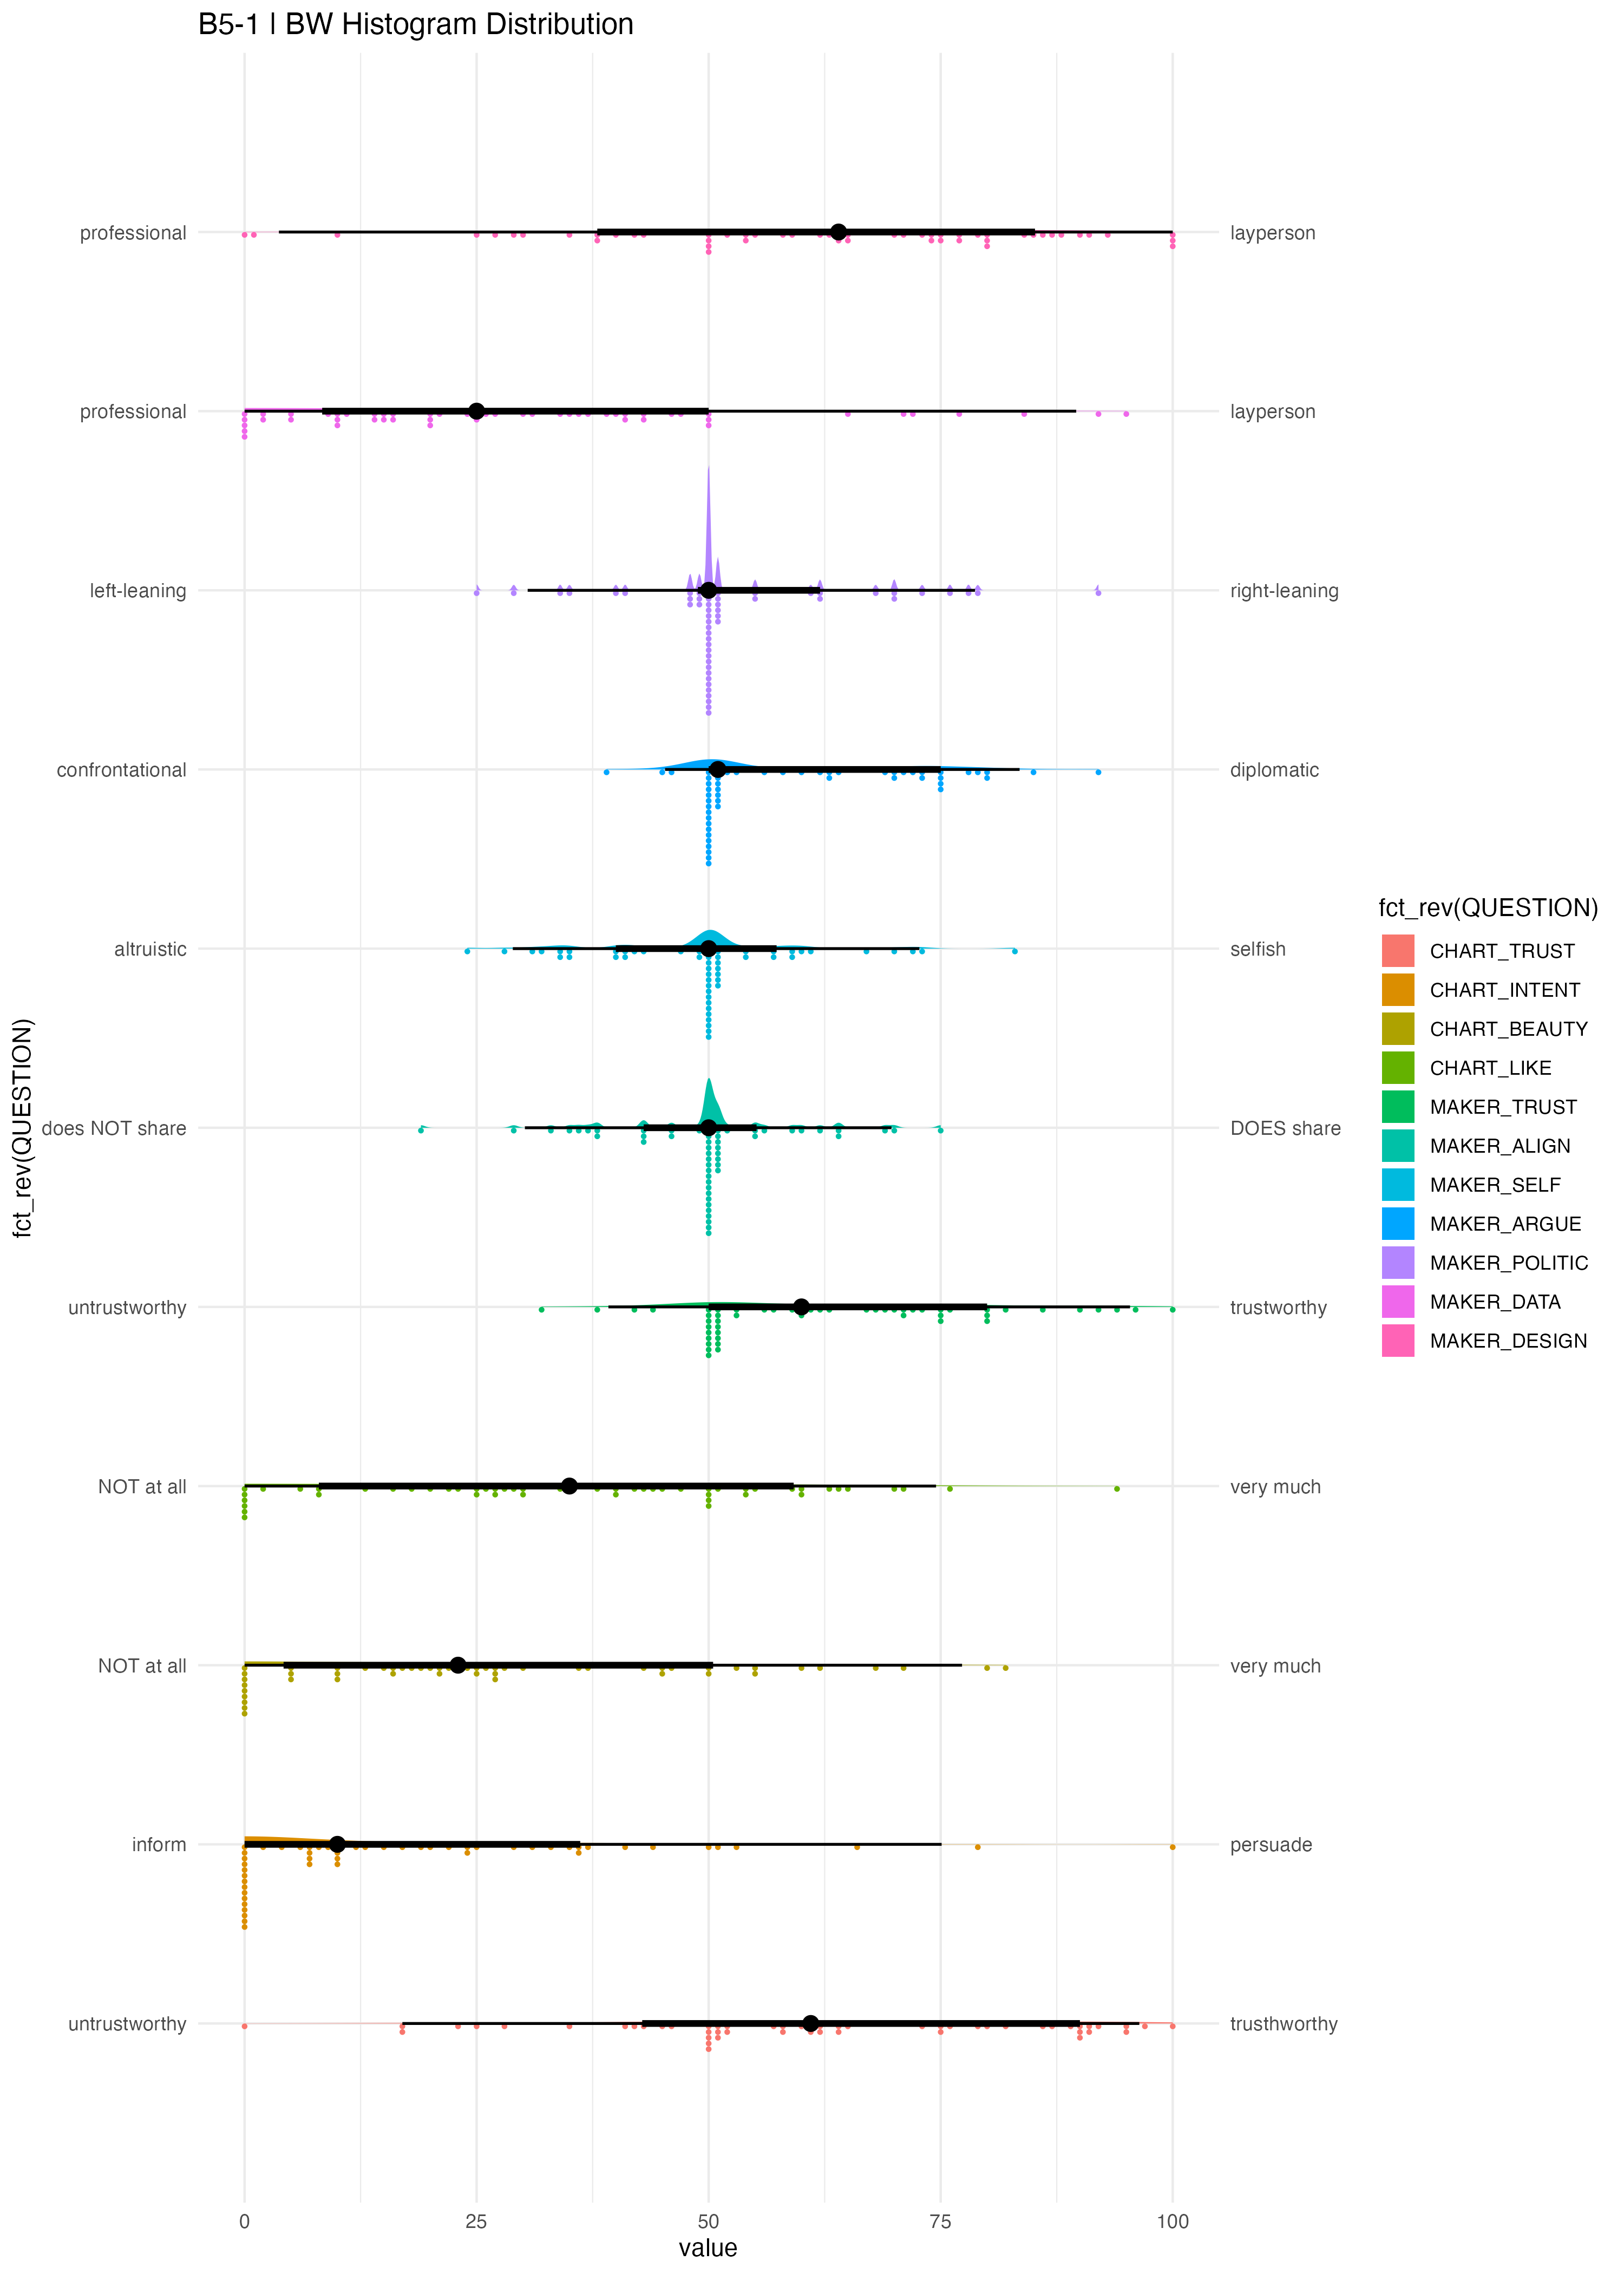 B5-1 | BW Histogram Distribution
professional
layperson
professional
layperson
left-leaning
right-leaning
confrontational
diplomatic
altruistic
selfish
does NOT share
DOES share
untrustworthy
trustworthy
NOT at all
very much
NOT at all
very much
inform
persuade
untrustworthy
trusthworthy
fct_rev(QUESTION)
0
25
50
75
100
value
fct_rev(QUESTION)
CHART_TRUST
CHART_INTENT
CHART_BEAUTY
CHART_LIKE
MAKER_TRUST
MAKER_ALIGN
MAKER_SELF
MAKER_ARGUE
MAKER_POLITIC
MAKER_DATA
MAKER_DESIGN